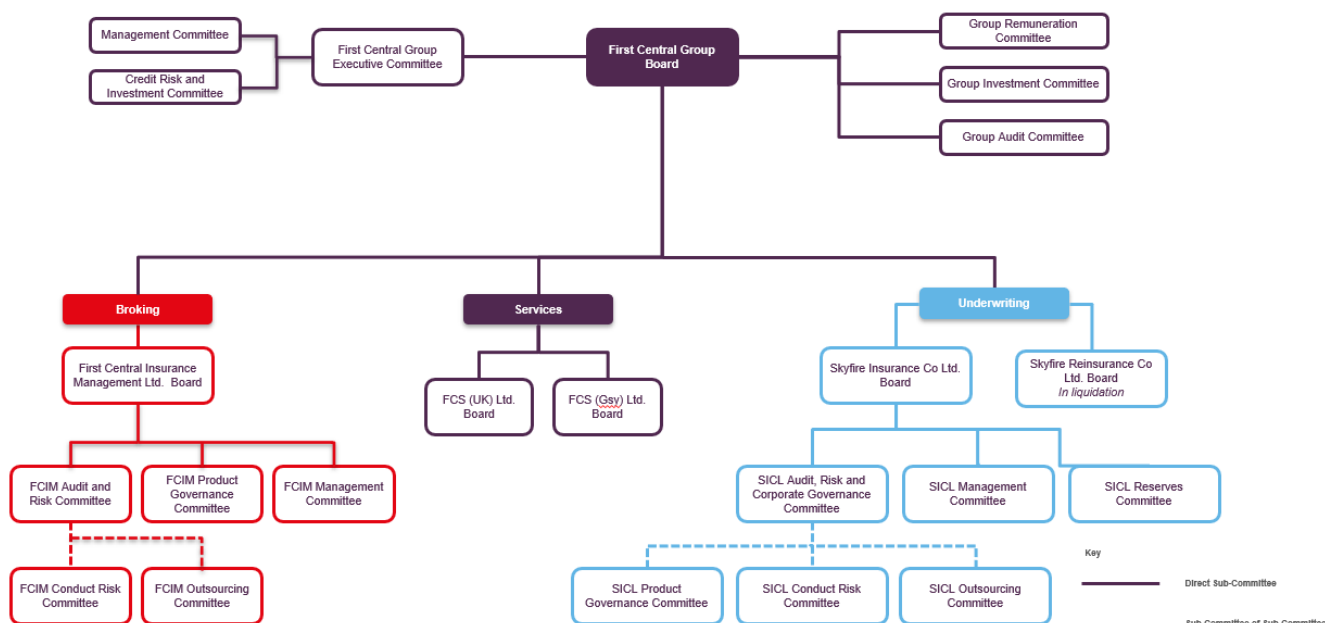 Management Committee
Credit Risk and
Investment Committee
First Central Group
Executive Committee
First Central Group
Board
Group Remuneration
Committee
Group Investment Committee
Group Audit Committee
Broking
Services
Underwriting
First Central Insurance
Management Ltd. Board
FCS (UK) Ltd.
Board
FCS (Gsy) Ltd.
Board
Skyfire Insurance Co Ltd.
Board
Skyfire Reinsurance Co
Ltd. Board
In liquidation
FCIM Audit and
Risk Committee
FCIM Product
Governance
Committee
FCIM Management
Committee
SICL Audit, Risk and
Corporate Governance
Committee
SICL Management
Committee
SICL Reserves
Committee
FCIM Conduct Risk
Committee
FCIM Outsourcing
Committee
SICL Product
Governance Committee
SICL Conduct Risk
Committee
SICL Outsourcing
Committee
Key
Direct Sub-Committee
Sub Committee of Sub Committee